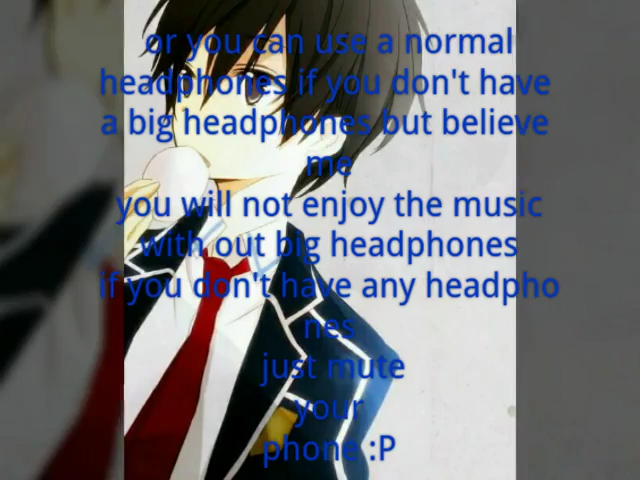 or you can use a normal
headphones if you don't have
a big headphones but believe
me
you will not enjoy the music
with out big headphones
if you don't have any headpho
nes
just mute
your
phone :P